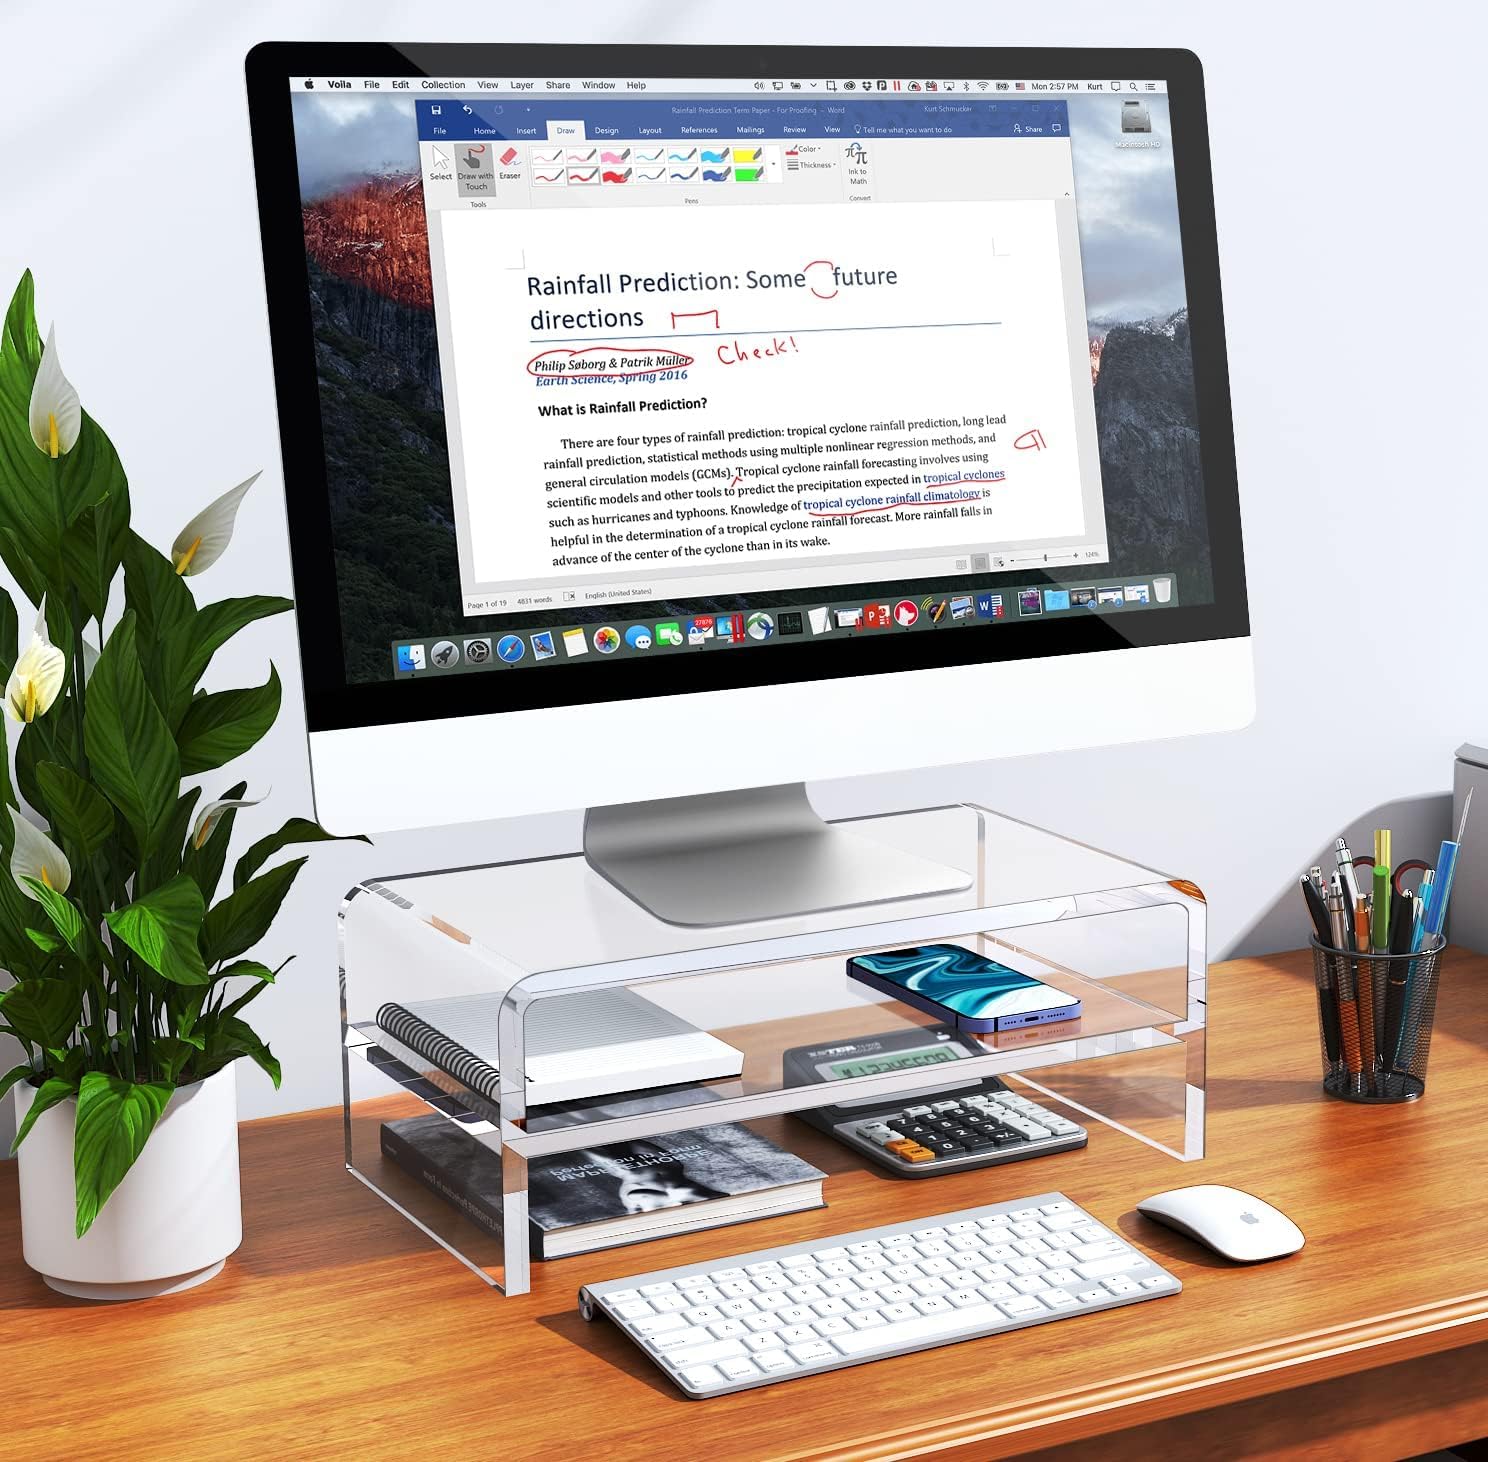 Voila File Edit Collection View Layer Share Window Help Mon 2:57 PM Kurt
Macintosh HD
Rainfall Prediction Term Paper - For Proofing - Word Kurt Schmucker
File Home Insert Draw Design Layout References Mailings Review View Tell me what you want to do Share
Select Draw with Touch Eraser
Color
Thickness
Ink to Math
Tools Pens Convert
Rainfall Prediction: Some future
directions
Check!
Philip Søborg & Patrik Müller
Earth Science, Spring 2016
What is Rainfall Prediction?
There are four types of rainfall prediction: tropical cyclone rainfall prediction, long lead
rainfall prediction, statistical methods using multiple nonlinear regression methods, and
general circulation models (GCMs). Tropical cyclone rainfall forecasting involves using
scientific models and other tools to predict the precipitation expected in tropical cyclones
such as hurricanes and typhoons. Knowledge of tropical cyclone rainfall climatology is
helpful in the determination of a tropical cyclone rainfall forecast. More rainfall falls in
advance of the center of the cyclone than in its wake.
Page 1 of 19 4831 words English (United States) 124%
27876